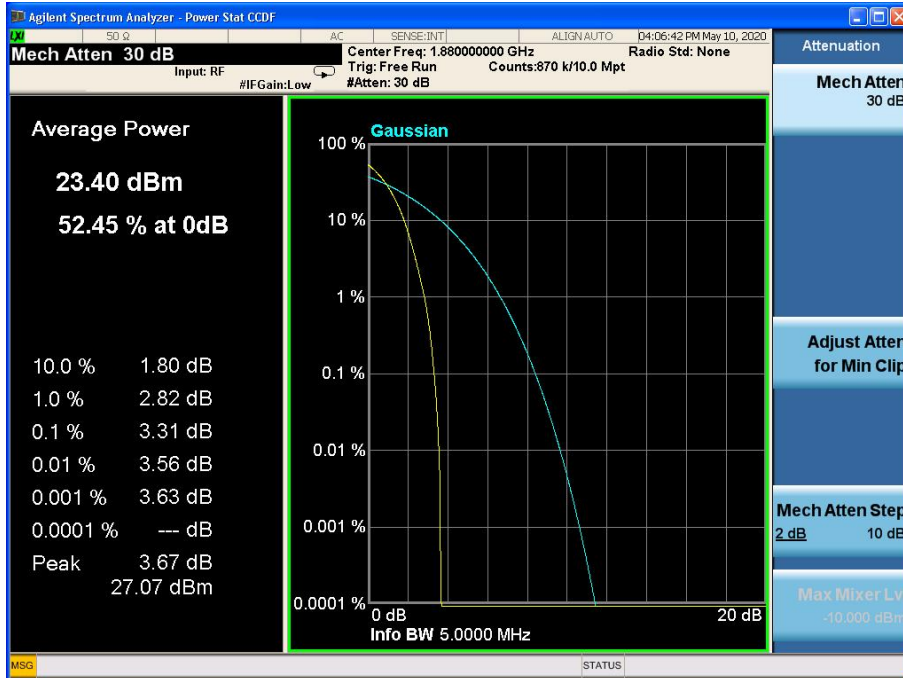 Agilent Spectrum Analyzer - Power Stat CCDF
LXI 50 Ω AC SENSE:INT ALIGN AUTO 04:06:42 PM May 10, 2020
Mech Atten 30 dB
Input: RF
#IFGain:Low
Center Freq: 1.880000000 GHz
Trig: Free Run Counts:870 k/10.0 Mpt
#Atten: 30 dB
Radio Std: None
Attenuation
Mech Atten
30 dB
Adjust Atten
for Min Clip
Mech Atten Step
2 dB 10 dB
Max Mixer Lv
-10.000 dBm
Average Power
23.40 dBm
52.45 % at 0dB
10.0 % 1.80 dB
1.0 % 2.82 dB
0.1 % 3.31 dB
0.01 % 3.56 dB
0.001 % 3.63 dB
0.0001 % --- dB
Peak 3.67 dB
27.07 dBm
Gaussian
100 %
10 %
1 %
0.1 %
0.01 %
0.001 %
0.0001 %
0 dB 20 dB
Info BW 5.0000 MHz
MSG STATUS